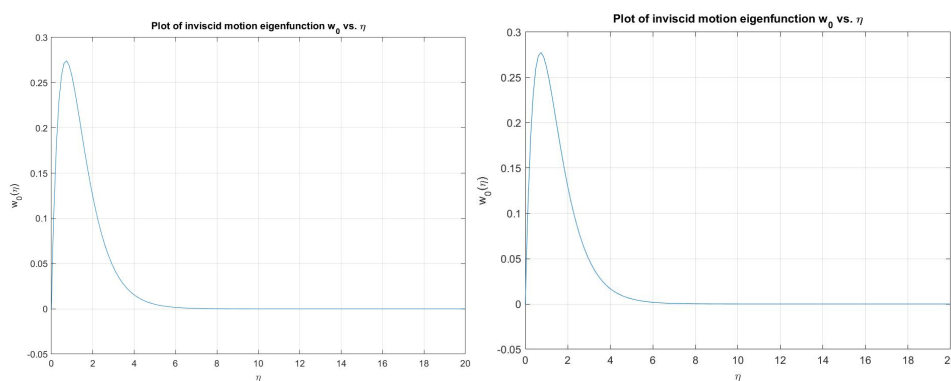 Plot of inviscid motion eigenfunction w0 vs. η
0.3
0.25
0.2
0.15
0.1
0.05
0
-0.05
w0(η)
0 2 4 6 8 10 12 14 16 18 20
η
Plot of inviscid motion eigenfunction w0 vs. η
0.3
0.25
0.2
0.15
0.1
0.05
0
-0.05
w0(η)
0 2 4 6 8 10 12 14 16 18 2
η